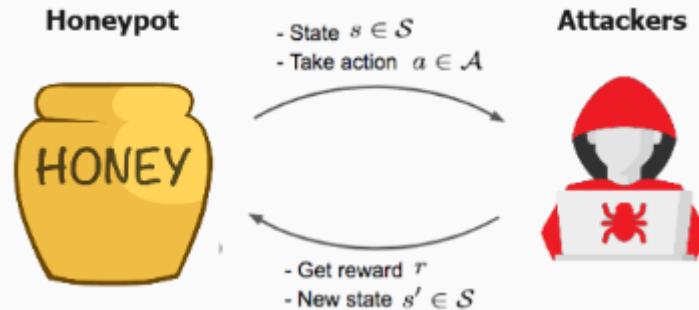 Honeypot
Attackers
- State s ∈ 𝒮
- Take action a ∈ 𝒜
HONEY
- Get reward r
- New state s′ ∈ 𝒮